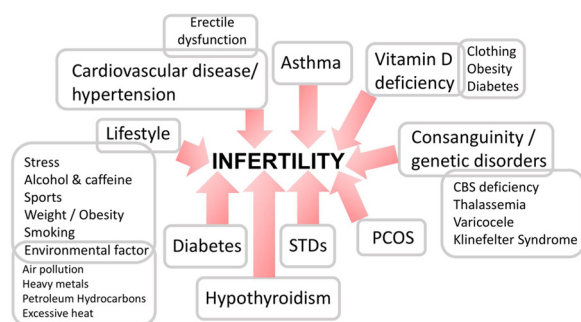 Erectile
dysfunction
Cardiovascular disease/
hypertension
Asthma
Vitamin D
deficiency
Clothing
Obesity
Diabetes
Lifestyle
INFERTILITY
Consanguinity /
genetic disorders
Stress
Alcohol & caffeine
Sports
Weight / Obesity
Smoking
Environmental factor
Air pollution
Heavy metals
Petroleum Hydrocarbons
Excessive heat
CBS deficiency
Thalassemia
Varicocele
Klinefelter Syndrome
Diabetes
STDs
PCOS
Hypothyroidism